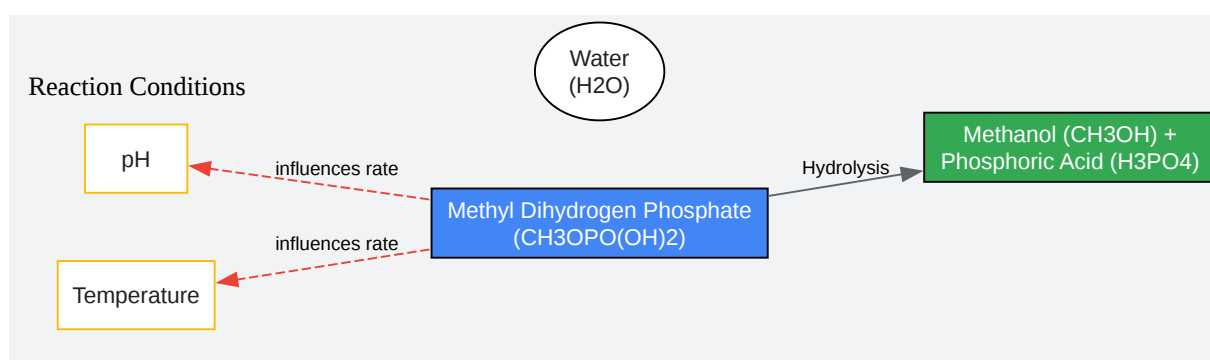 Water
(H2O)
Reaction Conditions
Methanol (CH3OH) +
Phosphoric Acid (H3PO4)
pH
influences rate
Hydrolysis
Methyl Dihydrogen Phosphate
(CH3OPO(OH)2)
influences rate
Temperature